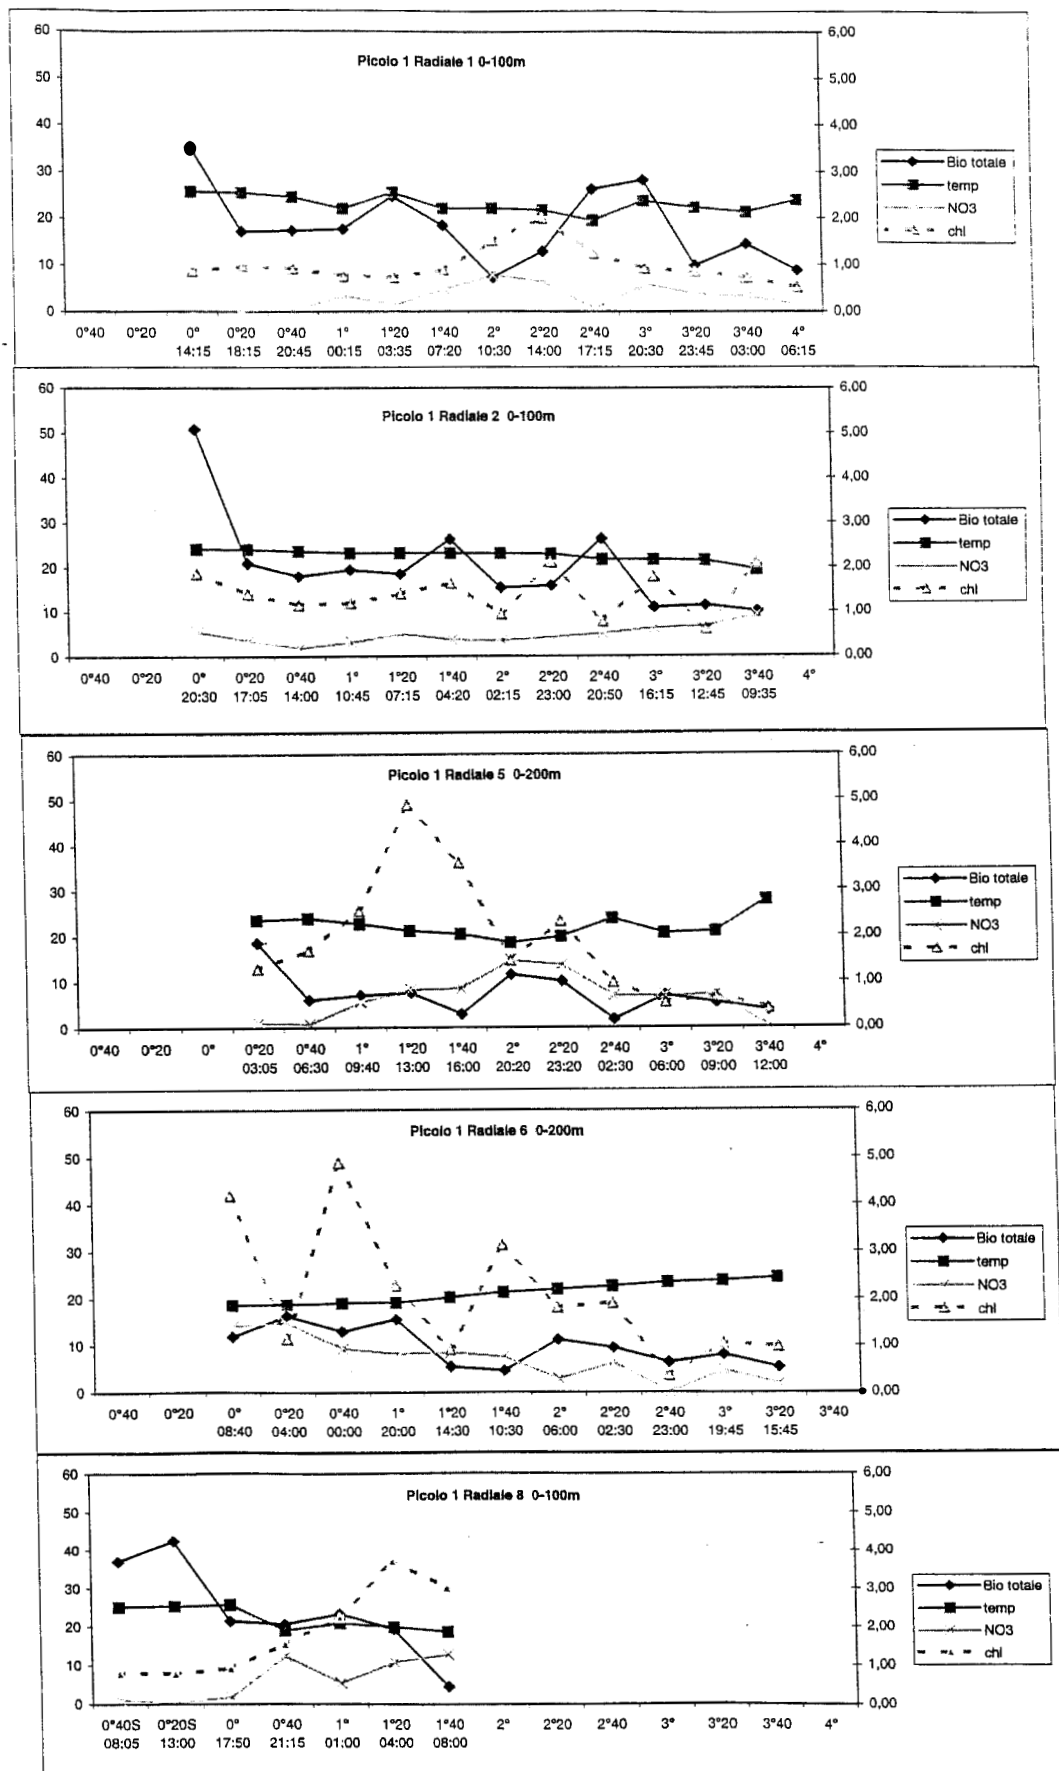 Picolo 1 Radiale 1 0-100m
60 50 40 30 20 10 0
6,00 5,00 4,00 3,00 2,00 1,00 0,00
Bio totale
temp
NO3
chl
0°40 0°20 0° 0°20 0°40 1° 1°20 1°40 2° 2°20 2°40 3° 3°20 3°40 4°
14:15 18:15 20:45 00:15 03:35 07:20 10:30 14:00 17:15 20:30 23:45 03:00 06:15
Picolo 1 Radiale 2 0-100m
60 50 40 30 20 10 0
6,00 5,00 4,00 3,00 2,00 1,00 0,00
Bio totale
temp
NO3
chl
0°40 0°20 0° 0°20 0°40 1° 1°20 1°40 2° 2°20 2°40 3° 3°20 3°40 4°
20:30 17:05 14:00 10:45 07:15 04:20 02:15 23:00 20:50 16:15 12:45 09:35
Picolo 1 Radiale 5 0-200m
60 50 40 30 20 10 0
6,00 5,00 4,00 3,00 2,00 1,00 0,00
Bio totale
temp
NO3
chl
0°40 0°20 0° 0°20 0°40 1° 1°20 1°40 2° 2°20 2°40 3° 3°20 3°40 4°
03:05 06:30 09:40 13:00 16:00 20:20 23:20 02:30 06:00 09:00 12:00
Picolo 1 Radiale 6 0-200m
60 50 40 30 20 10 0
6,00 5,00 4,00 3,00 2,00 1,00 0,00
Bio totale
temp
NO3
chl
0°40 0°20 0° 0°20 0°40 1° 1°20 1°40 2° 2°20 2°40 3° 3°20 3°40
08:40 04:00 00:00 20:00 14:30 10:30 06:00 02:30 23:00 19:45 15:45
Picolo 1 Radiale 8 0-100m
60 50 40 30 20 10 0
6,00 5,00 4,00 3,00 2,00 1,00 0,00
Bio totale
temp
NO3
chl
0°40S 0°20S 0° 0°40 1° 1°20 1°40 2° 2°20 2°40 3° 3°20 3°40 4°
08:05 13:00 17:50 21:15 01:00 04:00 08:00